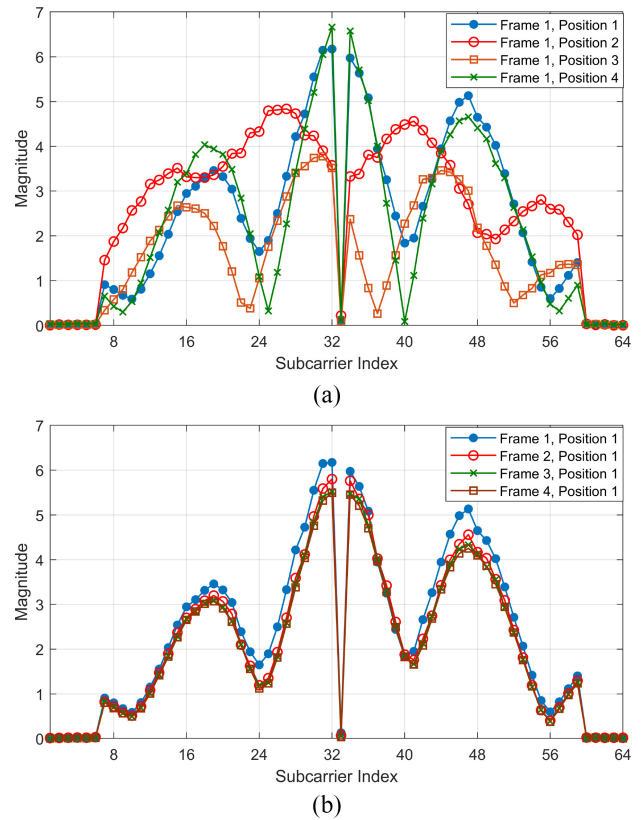 7
6
5
4
3
2
1
0
Magnitude
8 16 24 32 40 48 56 64
Subcarrier Index
Frame 1, Position 1
Frame 1, Position 2
Frame 1, Position 3
Frame 1, Position 4
(a)
7
6
5
4
3
2
1
0
Magnitude
8 16 24 32 40 48 56 64
Subcarrier Index
Frame 1, Position 1
Frame 2, Position 1
Frame 3, Position 1
Frame 4, Position 1
(b)